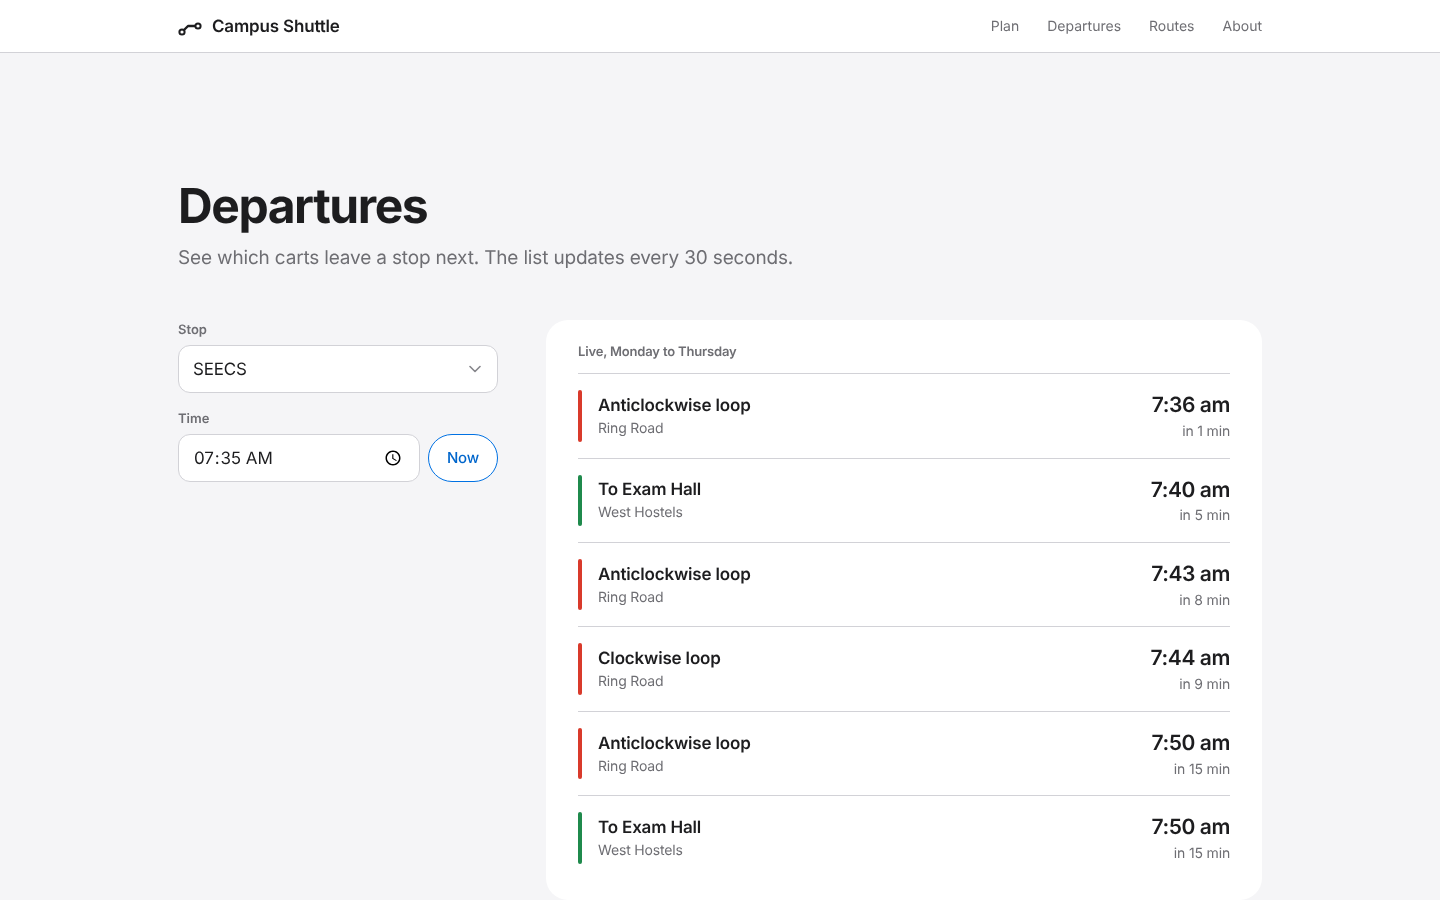 Campus Shuttle
Plan Departures Routes About
Departures
See which carts leave a stop next. The list updates every 30 seconds.
Stop
SEECS
Time
07:35 AM
Now
Live, Monday to Thursday
Anticlockwise loop 7:36 am
Ring Road in 1 min
To Exam Hall 7:40 am
West Hostels in 5 min
Anticlockwise loop 7:43 am
Ring Road in 8 min
Clockwise loop 7:44 am
Ring Road in 9 min
Anticlockwise loop 7:50 am
Ring Road in 15 min
To Exam Hall 7:50 am
West Hostels in 15 min